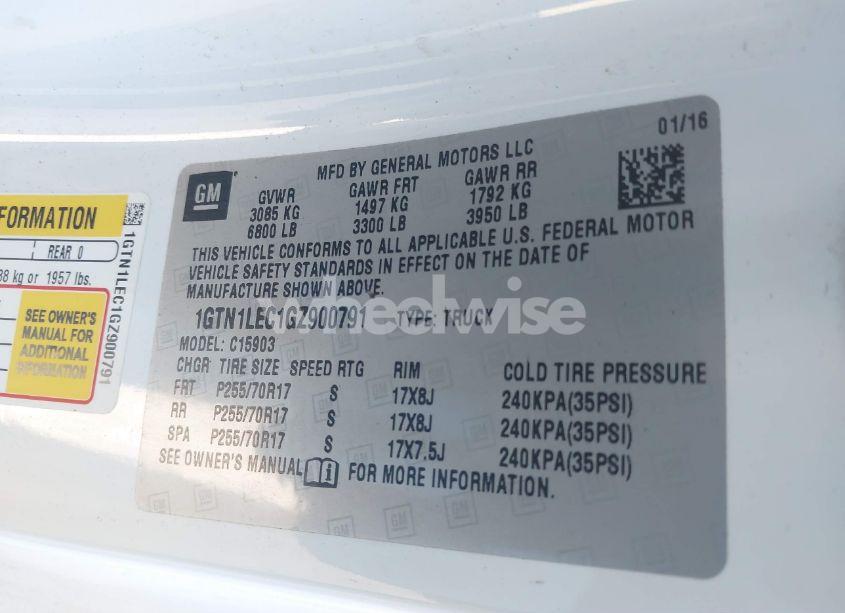 FORMATION
REAR 0
38 kg or 1957 lbs.
SEE OWNER'S
MANUAL FOR
ADDITIONAL
INFORMATION
1GTN1LEC1GZ900791
GM
MFD BY GENERAL MOTORS LLC
01/16
GVWR GAWR FRT GAWR RR
3085 KG 1497 KG 1792 KG
6800 LB 3300 LB 3950 LB
THIS VEHICLE CONFORMS TO ALL APPLICABLE U.S. FEDERAL MOTOR
VEHICLE SAFETY STANDARDS IN EFFECT ON THE DATE OF
MANUFACTURE SHOWN ABOVE.
1GTN1LEC1GZ900791 TYPE: TRUCK
wheelwise
MODEL: C15903
CHGR TIRE SIZE SPEED RTG RIM COLD TIRE PRESSURE
FRT P255/70R17 S 17X8J 240KPA(35PSI)
RR P255/70R17 S 17X8J 240KPA(35PSI)
SPA P255/70R17 S 17X7.5J 240KPA(35PSI)
SEE OWNER'S MANUAL FOR MORE INFORMATION.